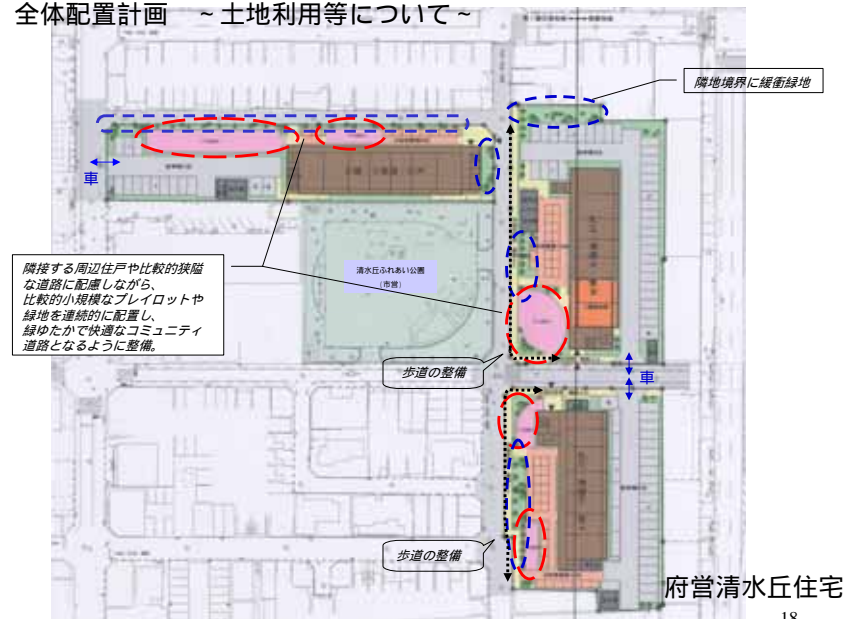 全体配置計画　～土地利用等について～
隣地境界に緩衝緑地
車
清水丘ふれあい公園
(市営)
隣接する周辺住戸や比較的狭隘
な道路に配慮しながら、
比較的小規模なプレイロットや
緑地を連続的に配置し、
緑ゆたかで快適なコミュニティ
道路となるように整備。
歩道の整備
車
歩道の整備
府営清水丘住宅
18